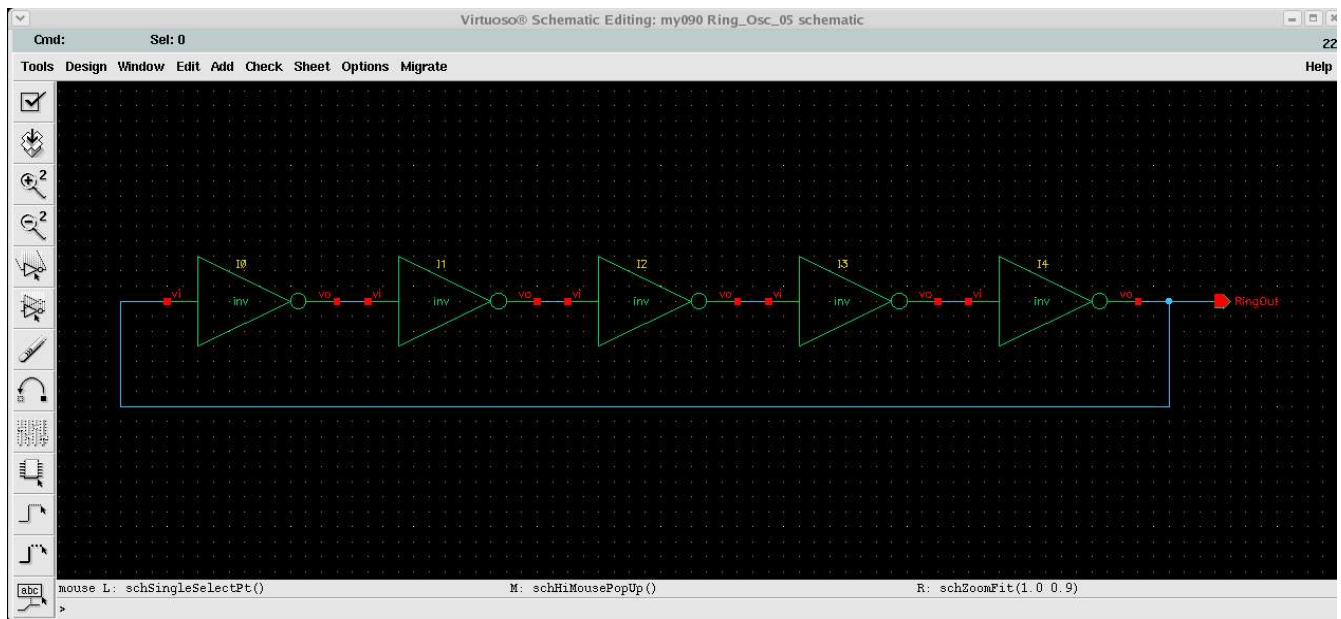 Virtuoso® Schematic Editing: my090 Ring_Osc_05 schematic
Cmd: Sel: 0
22
Tools Design Window Edit Add Check Sheet Options Migrate Help
2
2
I0 I1 I2 I3 I4
vi inv vo vi inv vo vi inv vo vi inv vo vi inv vo RingOut
abc
mouse L: schSingleSelectPt() M: schHiMousePopUp() R: schZoomFit(1.0 0.9)
>